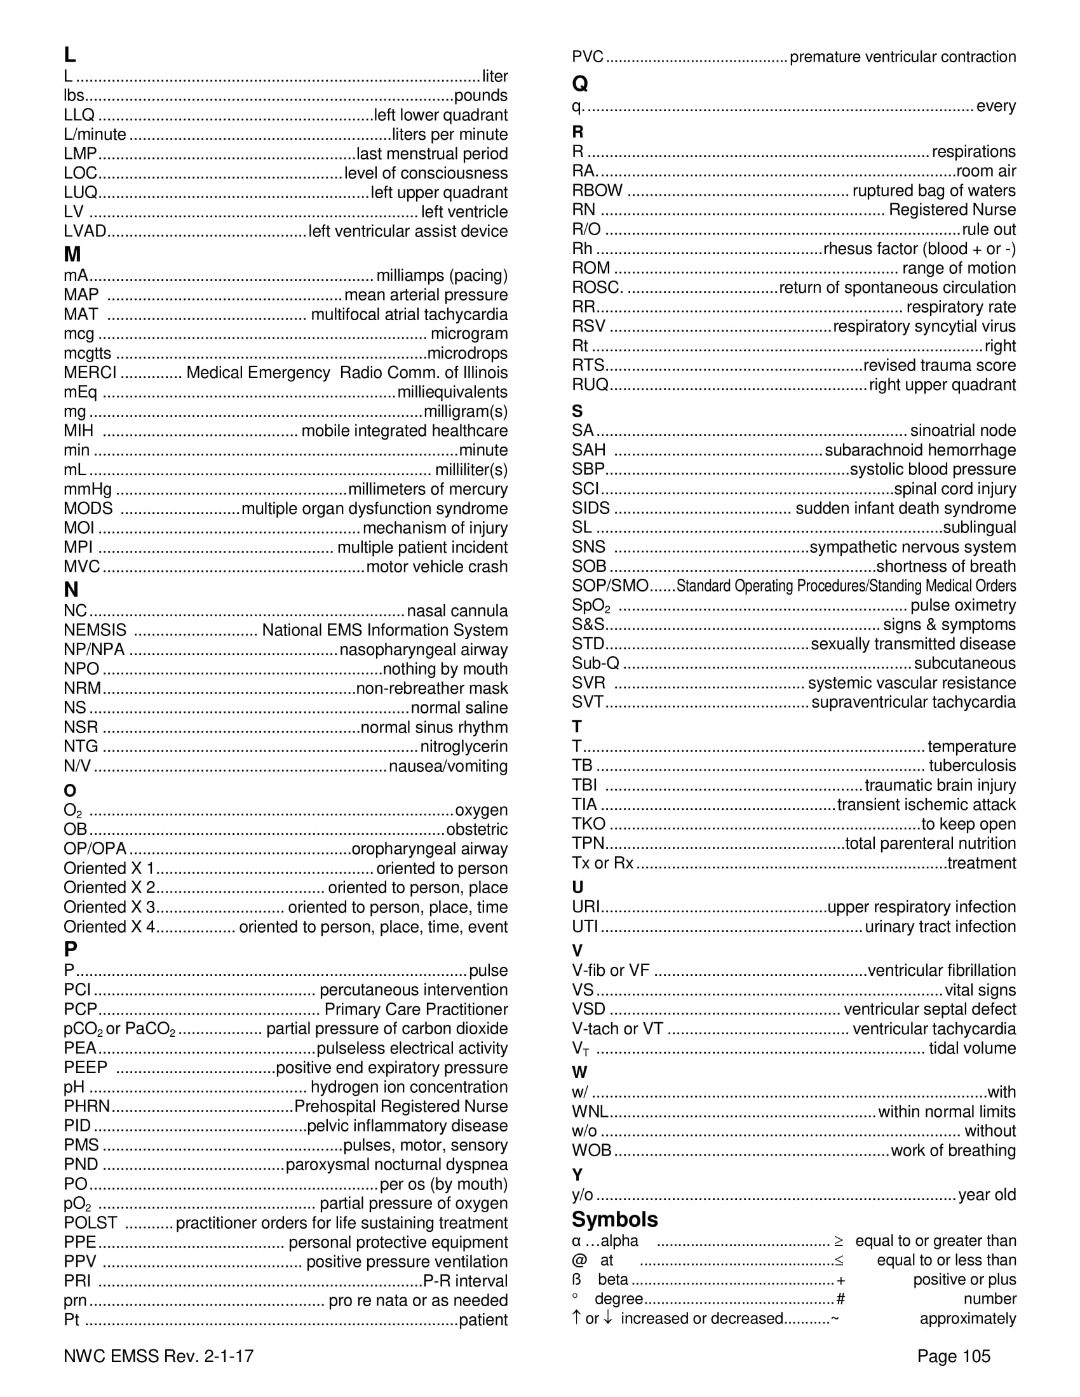 L
L ........................................................................................... liter
lbs................................................................................... pounds
LLQ .............................................................. left lower quadrant
L/minute ........................................................... liters per minute
LMP.......................................................... last menstrual period
LOC....................................................... level of consciousness
LUQ............................................................. left upper quadrant
LV .......................................................................... left ventricle
LVAD............................................. left ventricular assist device
M
mA................................................................ milliamps (pacing)
MAP ..................................................... mean arterial pressure
MAT ............................................. multifocal atrial tachycardia
mcg .......................................................................... microgram
mcgtts ...................................................................... microdrops
MERCI .............. Medical Emergency Radio Comm. of Illinois
mEq .................................................................. milliequivalents
mg ........................................................................... milligram(s)
MIH ............................................ mobile integrated healthcare
min .................................................................................. minute
mL ............................................................................. milliliter(s)
mmHg .................................................... millimeters of mercury
MODS ........................... multiple organ dysfunction syndrome
MOI ........................................................... mechanism of injury
MPI ..................................................... multiple patient incident
MVC ........................................................... motor vehicle crash
N
NC ....................................................................... nasal cannula
NEMSIS ............................ National EMS Information System
NP/NPA ............................................... nasopharyngeal airway
NPO ............................................................... nothing by mouth
NRM......................................................... non-rebreather mask
NS ........................................................................ normal saline
NSR .......................................................... normal sinus rhythm
NTG ....................................................................... nitroglycerin
N/V .................................................................. nausea/vomiting
O
O₂ .................................................................................. oxygen
OB ................................................................................ obstetric
OP/OPA .................................................. oropharyngeal airway
Oriented X 1................................................. oriented to person
Oriented X 2...................................... oriented to person, place
Oriented X 3............................. oriented to person, place, time
Oriented X 4.................. oriented to person, place, time, event
P
P........................................................................................ pulse
PCI .................................................. percutaneous intervention
PCP.................................................. Primary Care Practitioner
pCO₂ or PaCO₂ ................... partial pressure of carbon dioxide
PEA................................................. pulseless electrical activity
PEEP .................................... positive end expiratory pressure
pH ................................................. hydrogen ion concentration
PHRN......................................... Prehospital Registered Nurse
PID ................................................ pelvic inflammatory disease
PMS ...................................................... pulses, motor, sensory
PND ......................................... paroxysmal nocturnal dyspnea
PO ....................................................................... per os (by mouth)
pO₂ ................................................. partial pressure of oxygen
POLST ........... practitioner orders for life sustaining treatment
PPE ......................................... personal protective equipment
PPV ............................................. positive pressure ventilation
PRI ......................................................................... P-R interval
prn ..................................................... pro re nata or as needed
Pt .................................................................................... patient
PVC .......................................... premature ventricular contraction
Q
q. ...................................................................................... every
R
R ............................................................................. respirations
RA................................................................................ room air
RBOW .................................................. ruptured bag of waters
RN ................................................................ Registered Nurse
R/O ................................................................................ rule out
Rh ................................................... rhesus factor (blood + or -)
ROM ................................................................ range of motion
ROSC. .................................. return of spontaneous circulation
RR..................................................................... respiratory rate
RSV .................................................. respiratory syncytial virus
Rt ....................................................................................... right
RTS.......................................................... revised trauma score
RUQ.......................................................... right upper quadrant
S
SA ...................................................................... sinoatrial node
SAH ............................................... subarachnoid hemorrhage
SBP....................................................... systolic blood pressure
SCI.................................................................. spinal cord injury
SIDS ........................................ sudden infant death syndrome
SL .............................................................................. sublingual
SNS ............................................ sympathetic nervous system
SOB ............................................................ shortness of breath
SOP/SMO......Standard Operating Procedures/Standing Medical Orders
SpO₂ ................................................................. pulse oximetry
S&S.............................................................. signs & symptoms
STD.............................................. sexually transmitted disease
Sub-Q ................................................................. subcutaneous
SVR ........................................... systemic vascular resistance
SVT.............................................. supraventricular tachycardia
T
T............................................................................. temperature
TB .......................................................................... tuberculosis
TBI .......................................................... traumatic brain injury
TIA ..................................................... transient ischemic attack
TKO ...................................................................... to keep open
TPN...................................................... total parenteral nutrition
Tx or Rx ...................................................................... treatment
U
URI................................................... upper respiratory infection
UTI ........................................................... urinary tract infection
V
V-fib or VF ................................................ ventricular fibrillation
VS .............................................................................. vital signs
VSD .................................................... ventricular septal defect
V-tach or VT ......................................... ventricular tachycardia
V_T .......................................................................... tidal volume
W
w/ ......................................................................................... with
WNL............................................................ within normal limits
w/o ................................................................................. without
WOB .............................................................. work of breathing
Y
y/o ................................................................................. year old
Symbols
α …alpha ....................................... ≥ equal to or greater than
@ at ............................................≤ equal to or less than
ß beta .............................................. + positive or plus
° degree........................................... # number
↑ or ↓ increased or decreased...........~ approximately
NWC EMSS Rev. 2-1-17 Page 105